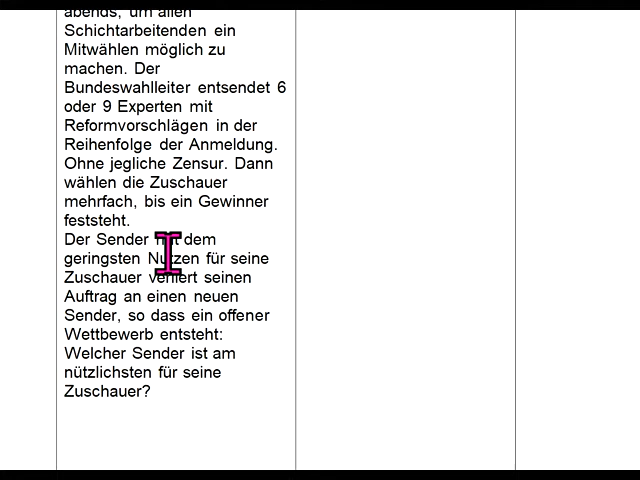 abends, um allen
Schichtarbeitenden ein
Mitwählen möglich zu
machen. Der
Bundeswahlleiter entsendet 6
oder 9 Experten mit
Reformvorschlägen in der
Reihenfolge der Anmeldung.
Ohne jegliche Zensur. Dann
wählen die Zuschauer
mehrfach, bis ein Gewinner
feststeht.
Der Sender mit dem
geringsten Nutzen für seine
Zuschauer verliert seinen
Auftrag an einen neuen
Sender, so dass ein offener
Wettbewerb entsteht:
Welcher Sender ist am
nützlichsten für seine
Zuschauer?